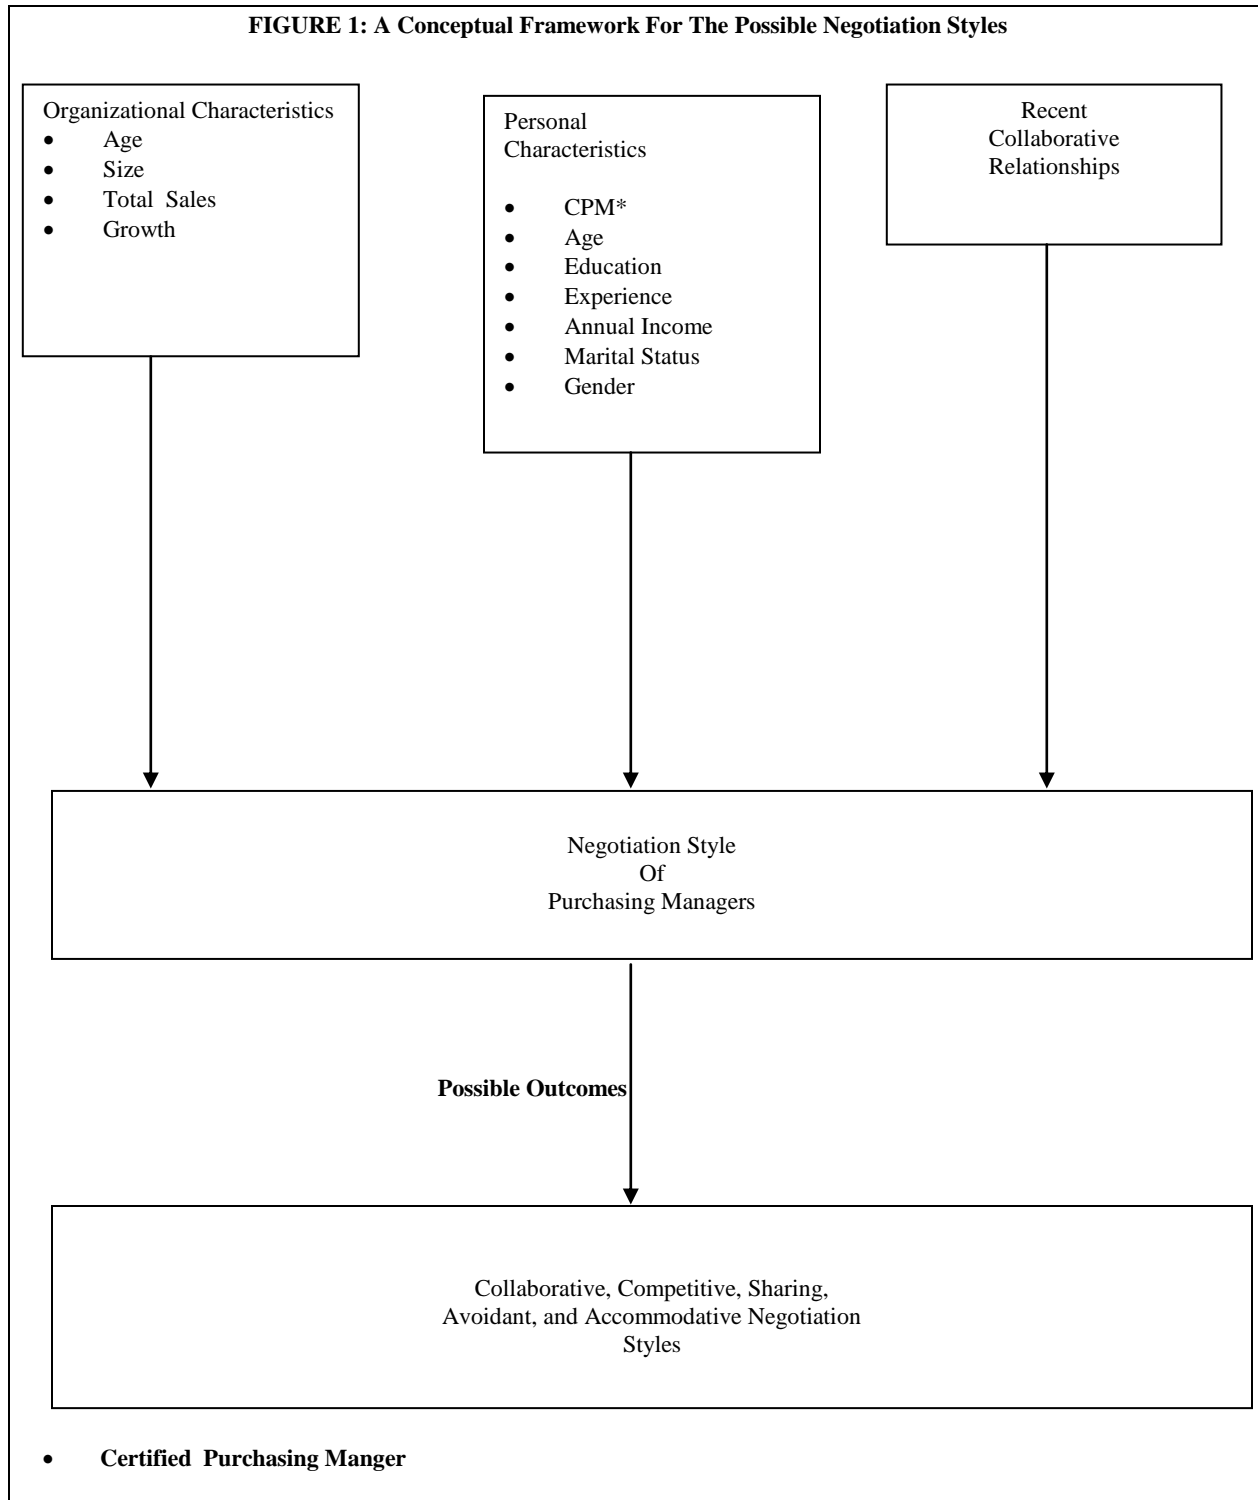 FIGURE 1: A Conceptual Framework For The Possible Negotiation Styles
Organizational Characteristics
• Age
• Size
• Total Sales
• Growth
Personal
Characteristics
• CPM*
• Age
• Education
• Experience
• Annual Income
• Marital Status
• Gender
Recent
Collaborative
Relationships
Negotiation Style
Of
Purchasing Managers
Possible Outcomes
Collaborative, Competitive, Sharing,
Avoidant, and Accommodative Negotiation
Styles
• Certified Purchasing Manger